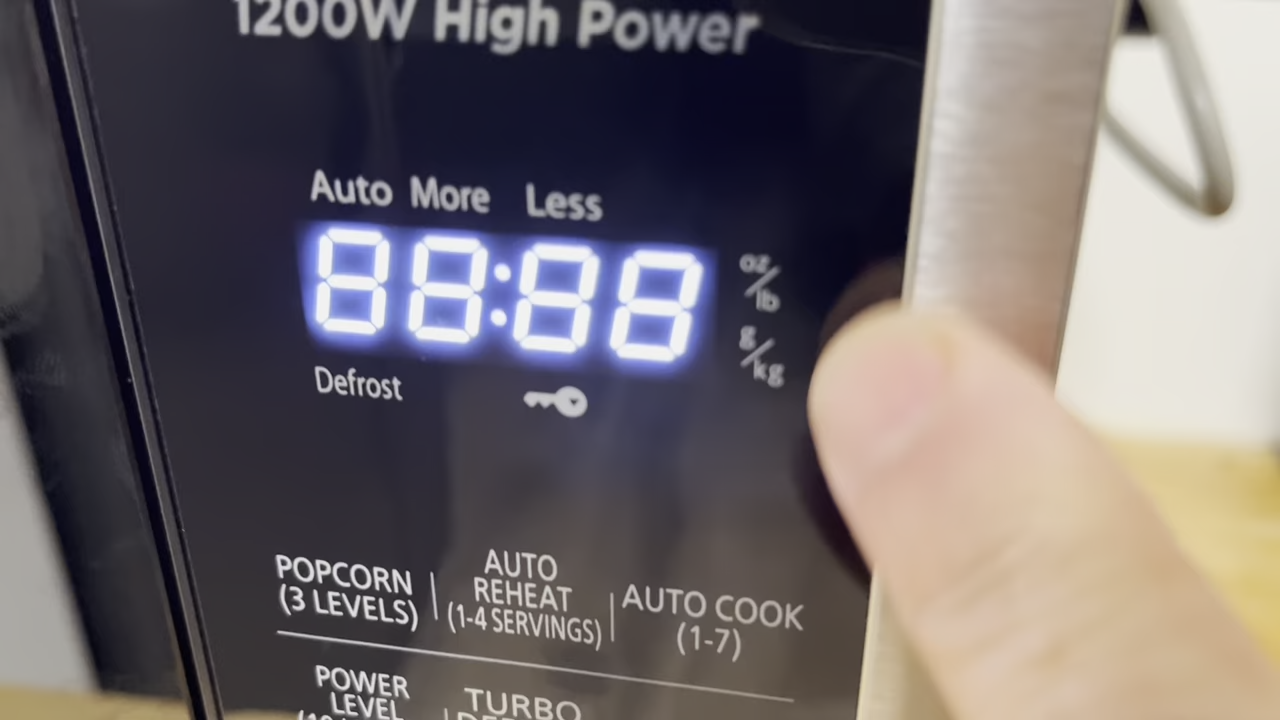 1200W High Power
Auto More Less
88:88
oz/lb
g/kg
Defrost
POPCORN
(3 LEVELS)
AUTO
REHEAT
(1-4 SERVINGS)
AUTO COOK
(1-7)
POWER
LEVEL
TURBO